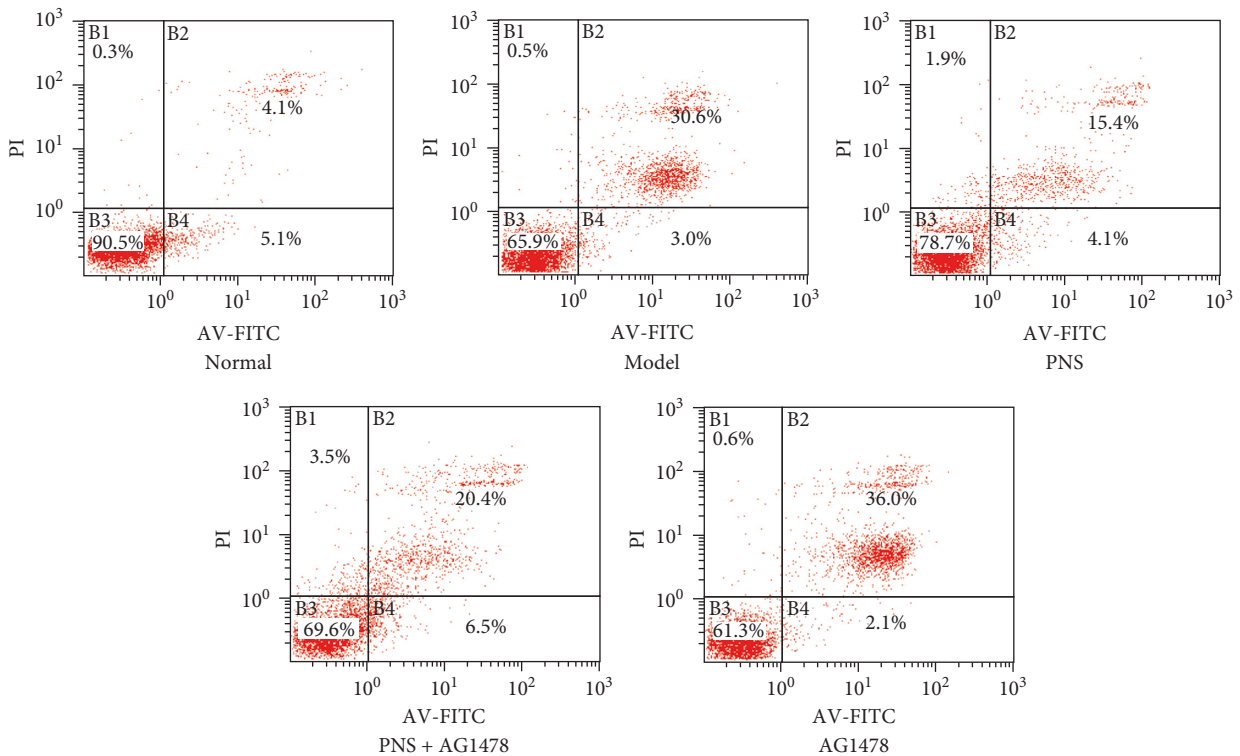 10³
B1
B2
0.3%
10²
4.1%
PI
10¹
10⁰
B3
B4
90.5%
5.1%
10⁰
10¹
10²
10³
AV-FITC
Normal
10³
B1
B2
0.5%
10²
30.6%
PI
10¹
10⁰
B3
B4
65.9%
3.0%
10⁰
10¹
10²
10³
AV-FITC
Model
10³
B1
B2
1.9%
10²
15.4%
PI
10¹
10⁰
B3
B4
78.7%
4.1%
10⁰
10¹
10²
10³
AV-FITC
PNS
10³
B1
B2
3.5%
10²
20.4%
PI
10¹
10⁰
B3
B4
69.6%
6.5%
10⁰
10¹
10²
10³
AV-FITC
PNS + AG1478
10³
B1
B2
0.6%
10²
36.0%
PI
10¹
10⁰
B3
B4
61.3%
2.1%
10⁰
10¹
10²
10³
AV-FITC
AG1478